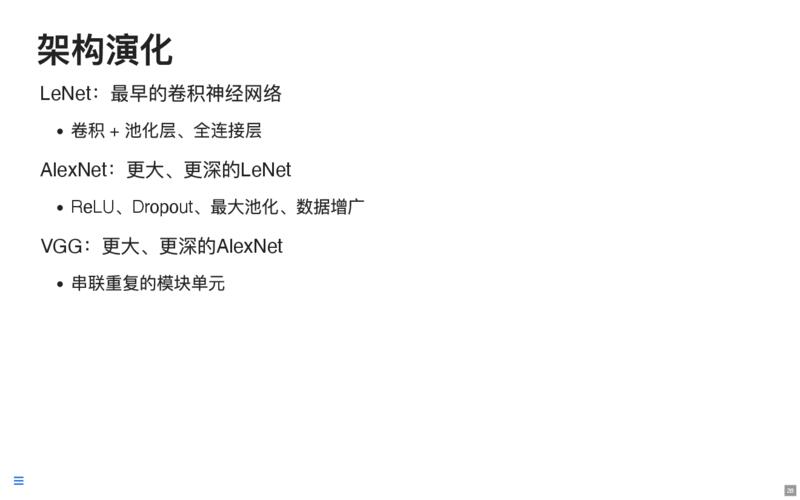 架构演化
LeNet：最早的卷积神经网络
• 卷积 + 池化层、全连接层
AlexNet：更大、更深的LeNet
• ReLU、Dropout、最大池化、数据增广
VGG：更大、更深的AlexNet
• 串联重复的模块单元
28